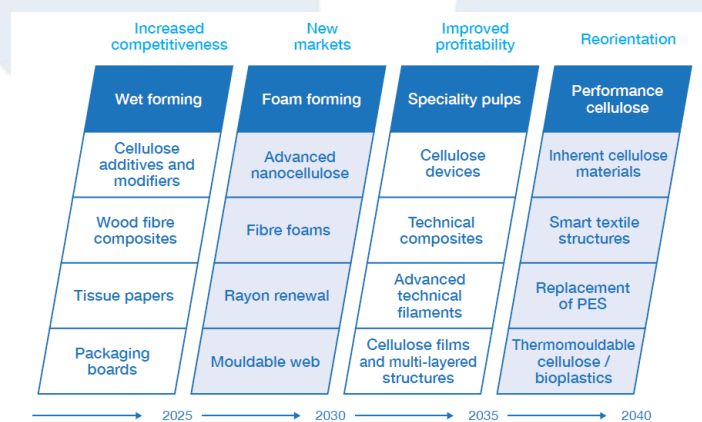 Increased
competitiveness
New
markets
Improved
profitability
Reorientation
Wet forming
Foam forming
Speciality pulps
Performance
cellulose
Cellulose
additives and
modifiers
Advanced
nanocellulose
Cellulose
devices
Inherent cellulose
materials
Wood fibre
composites
Fibre foams
Technical
composites
Smart textile
structures
Tissue papers
Rayon renewal
Advanced
technical
filaments
Replacement
of PES
Packaging
boards
Mouldable web
Cellulose films
and multi-layered
structures
Thermomouldable
cellulose /
bioplastics
2025
2030
2035
2040